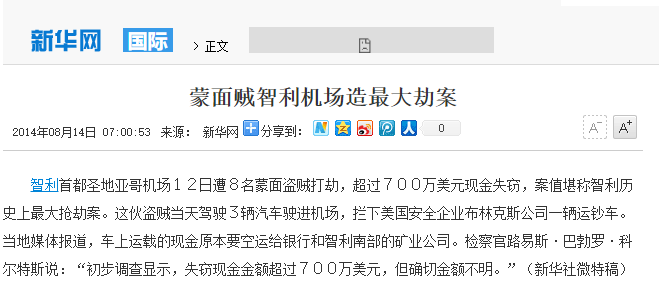 新华网 国际 > 正文
蒙面贼智利机场造最大劫案
2014年08月14日 07:00:53 来源: 新华网 分享到: 0 A⁻ A⁺
智利首都圣地亚哥机场１２日遭８名蒙面盗贼打劫，超过７００万美元现金失窃，案值堪称智利历
史上最大抢劫案。这伙盗贼当天驾驶３辆汽车驶进机场，拦下美国安全企业布林克斯公司一辆运钞车。
当地媒体报道，车上运载的现金原本要空运给银行和智利南部的矿业公司。检察官路易斯·巴勃罗·科
尔特斯说：“初步调查显示，失窃现金金额超过７００万美元，但确切金额不明。”（新华社微特稿）